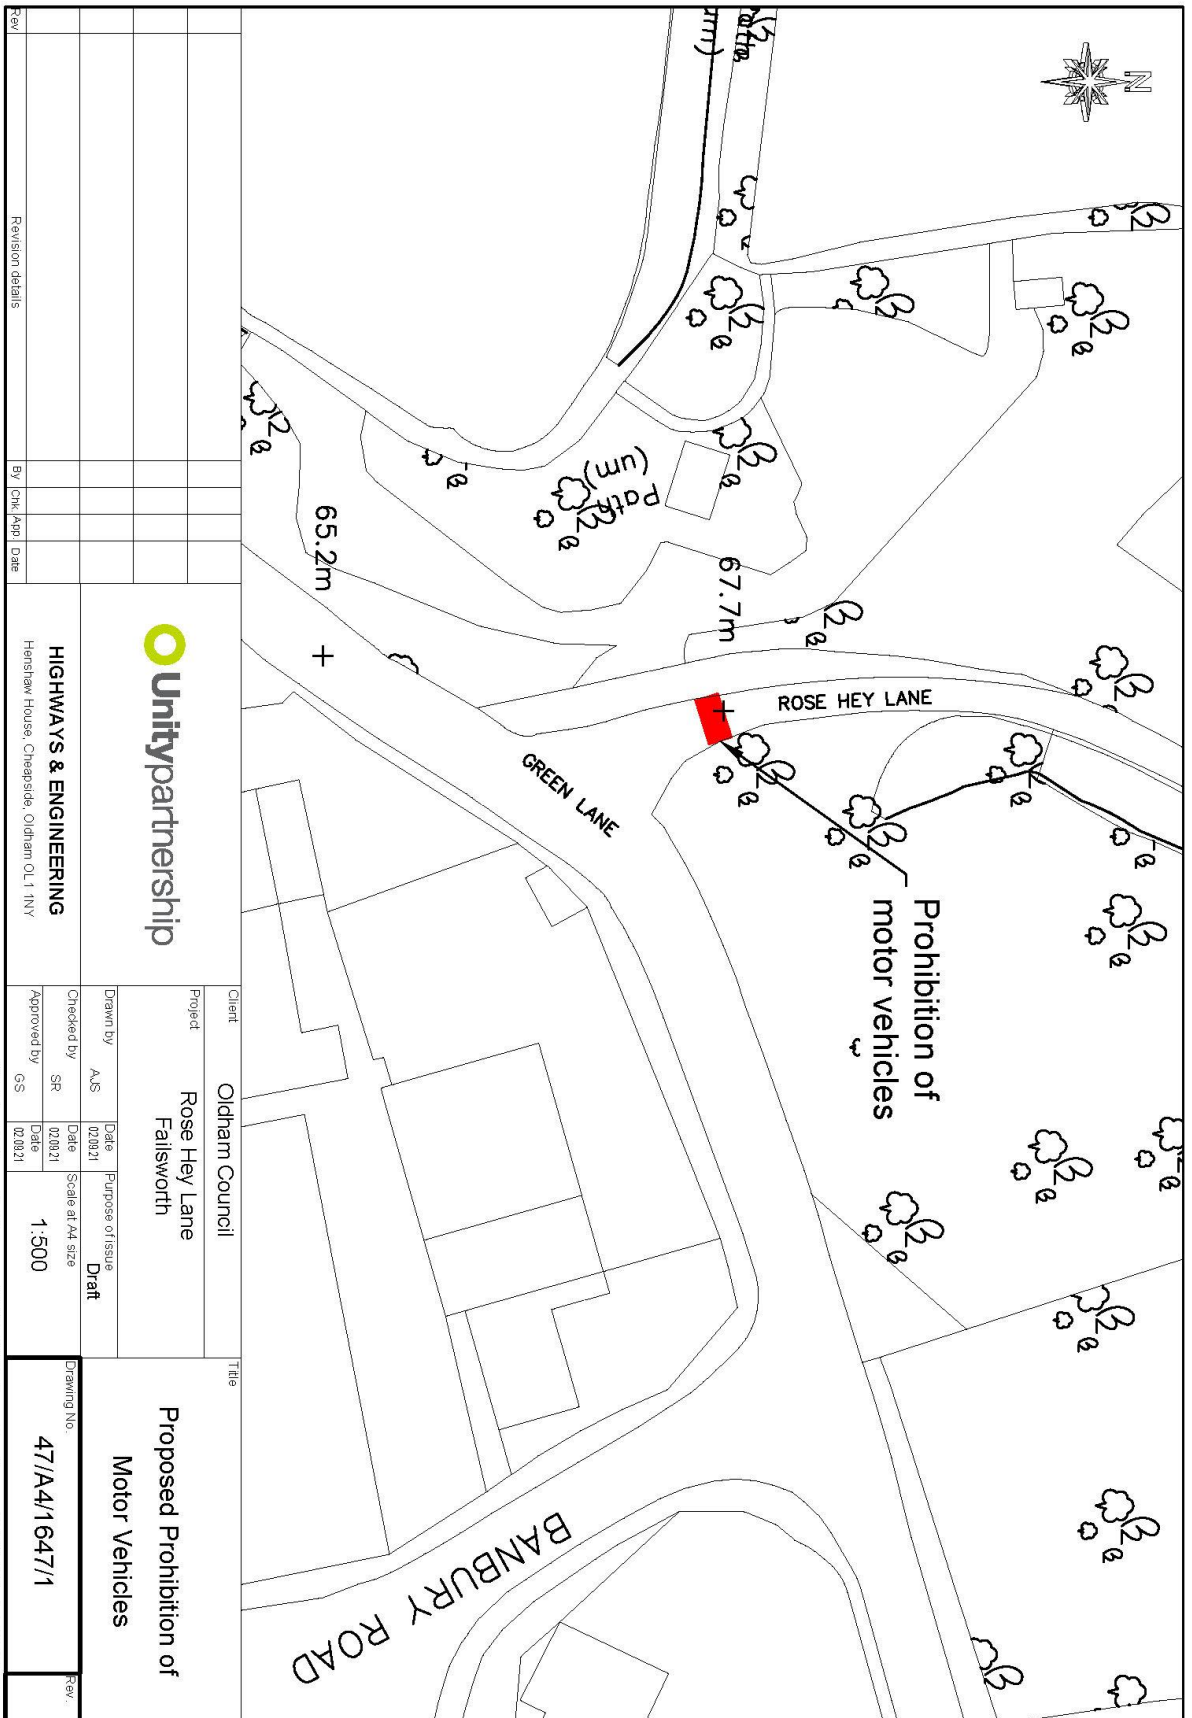 N
Path
(um)
Path
(um)
67.7m
65.2m
ROSE HEY LANE
GREEN LANE
Prohibition of
motor vehicles
BANBURY ROAD
Rev
Revision details
By
Chk
App
Date
Unitypartnership
HIGHWAYS & ENGINEERING
Henshaw House, Cheapside, Oldham OL1 1NY
Client
Oldham Council
Project
Rose Hey Lane
Failsworth
Drawn by
AJS
Date
02.09.21
Checked by
SR
Date
02.09.21
Approved by
GS
Date
02.09.21
Purpose of issue
Draft
Scale at A4 size
1:500
Title
Proposed Prohibition of
Motor Vehicles
Drawing No.
47/A4/1647/1
Rev.